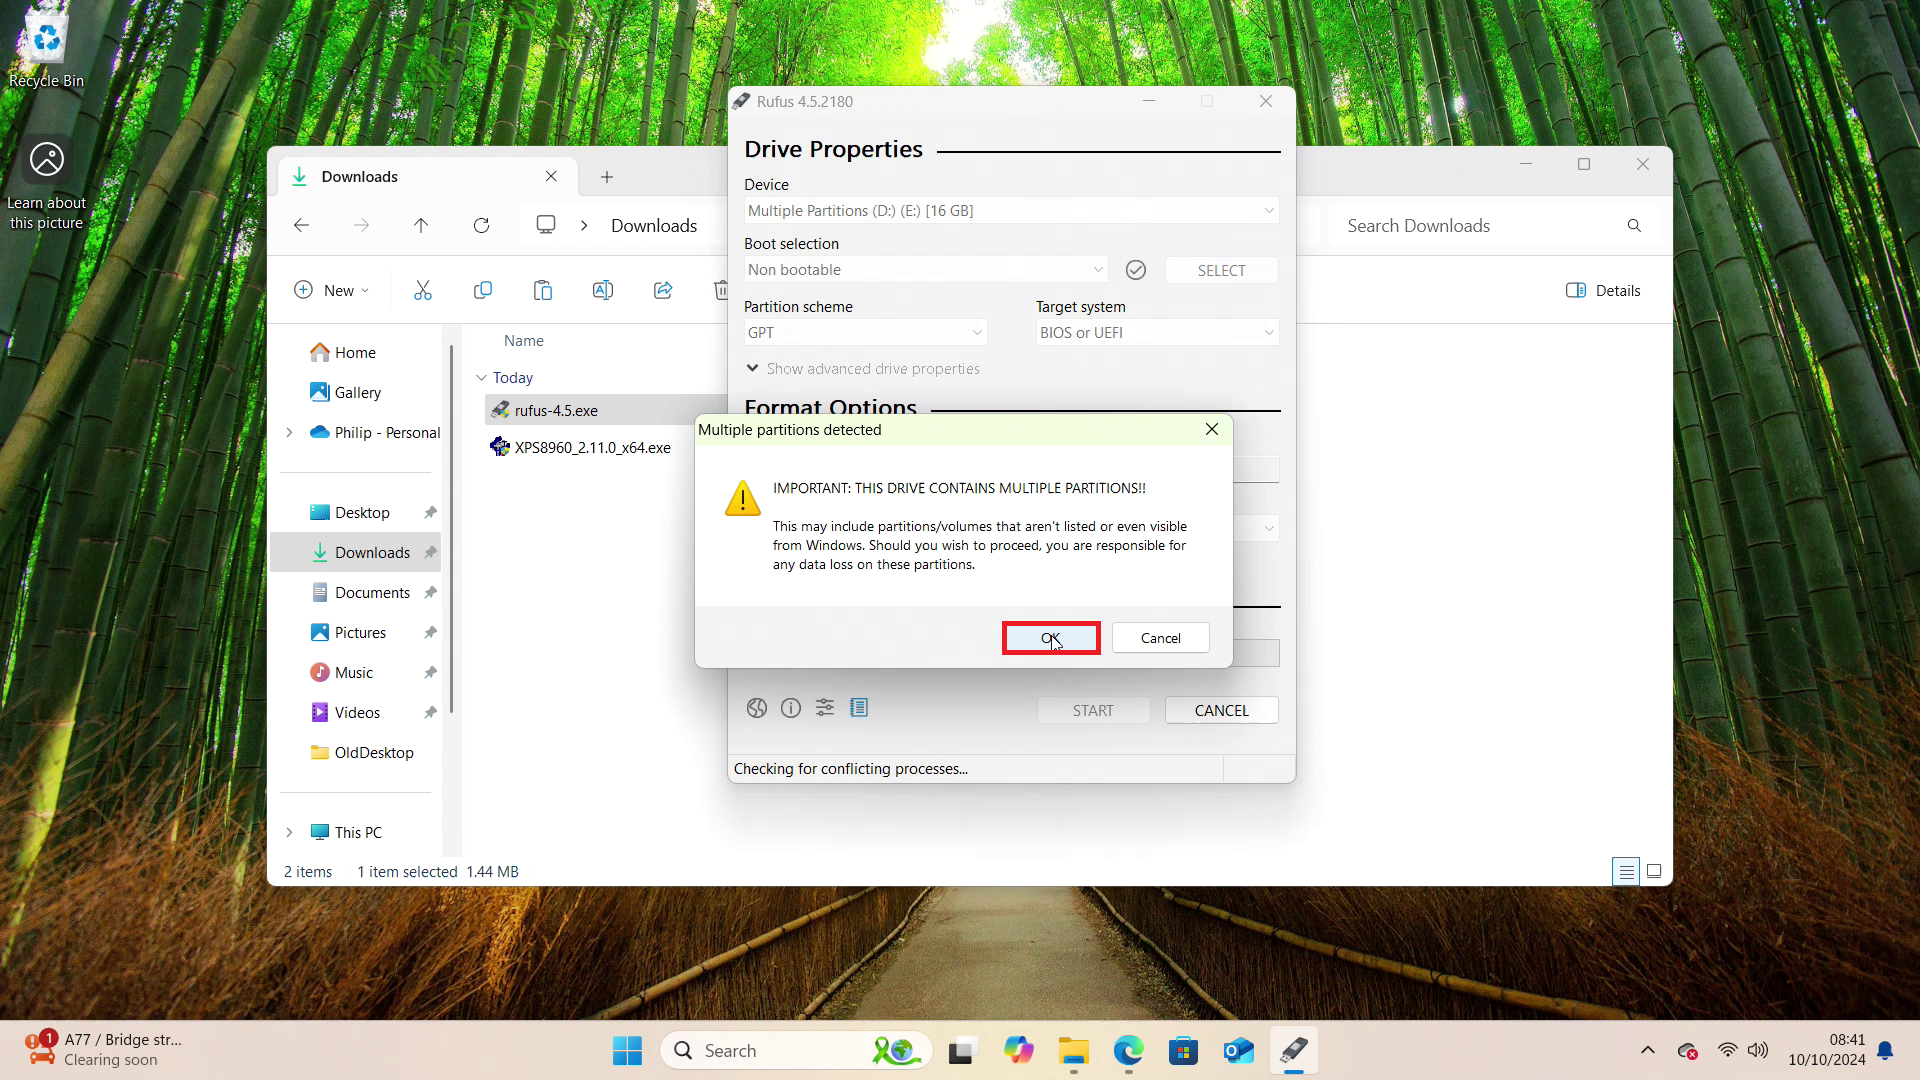 Recycle Bin
Learn about
this picture
Rufus 4.5.2180
Drive Properties
Device
Multiple Partitions (D:) (E:) [16 GB]
Boot selection
Non bootable
SELECT
Partition scheme
Target system
GPT
BIOS or UEFI
Show advanced drive properties
Format Options
Downloads
Downloads
Search Downloads
New
Details
Home
Gallery
Philip - Personal
Desktop
Downloads
Documents
Pictures
Music
Videos
OldDesktop
This PC
Name
Today
rufus-4.5.exe
XPS8960_2.11.0_x64.exe
Multiple partitions detected
IMPORTANT: THIS DRIVE CONTAINS MULTIPLE PARTITIONS!!
This may include partitions/volumes that aren't listed or even visible
from Windows. Should you wish to proceed, you are responsible for
any data loss on these partitions.
OK
Cancel
START
CANCEL
Checking for conflicting processes...
2 items
1 item selected 1.44 MB
1
A77 / Bridge str...
Clearing soon
Search
08:41
10/10/2024